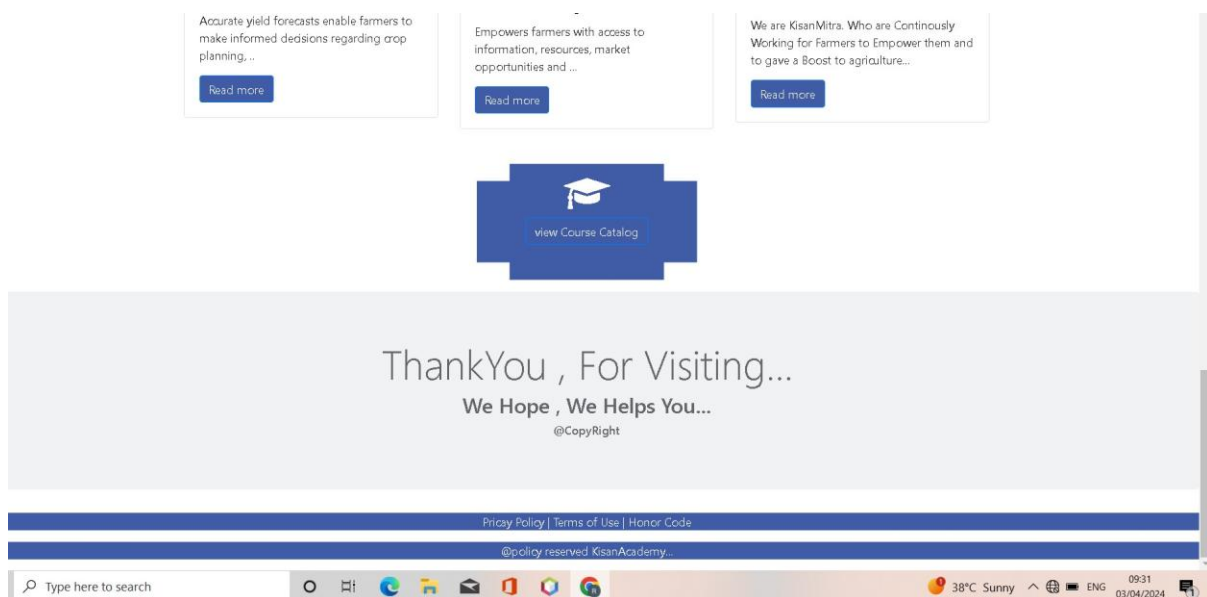 Accurate yield forecasts enable farmers to
make informed decisions regarding crop
planning, ..
Read more
Empowers farmers with access to
information, resources, market
opportunities and ...
Read more
We are KisanMitra. Who are Continously
Working for Farmers to Empower them and
to gave a Boost to agriculture...
Read more
view Course Catalog
ThankYou , For Visiting...
We Hope , We Helps You...
@CopyRight
Pricay Policy | Terms of Use | Honor Code
@policy reserved KisanAcademy...
Type here to search
38°C Sunny
ENG
09:31
03/04/2024